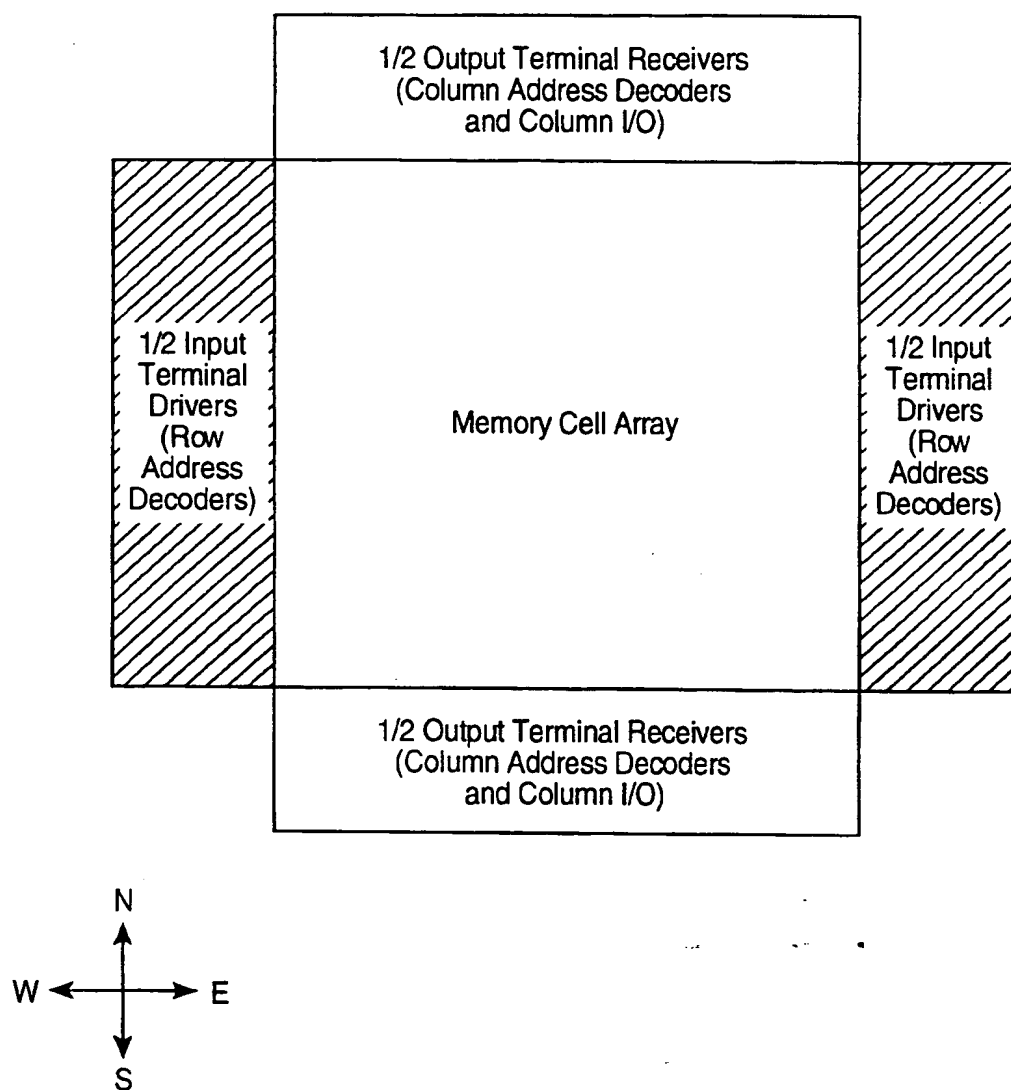 1/2 Output Terminal Receivers
(Column Address Decoders
and Column I/O)
1/2 Input
Terminal
Drivers
(Row
Address
Decoders)
Memory Cell Array
1/2 Input
Terminal
Drivers
(Row
Address
Decoders)
1/2 Output Terminal Receivers
(Column Address Decoders
and Column I/O)
N
W
E
S